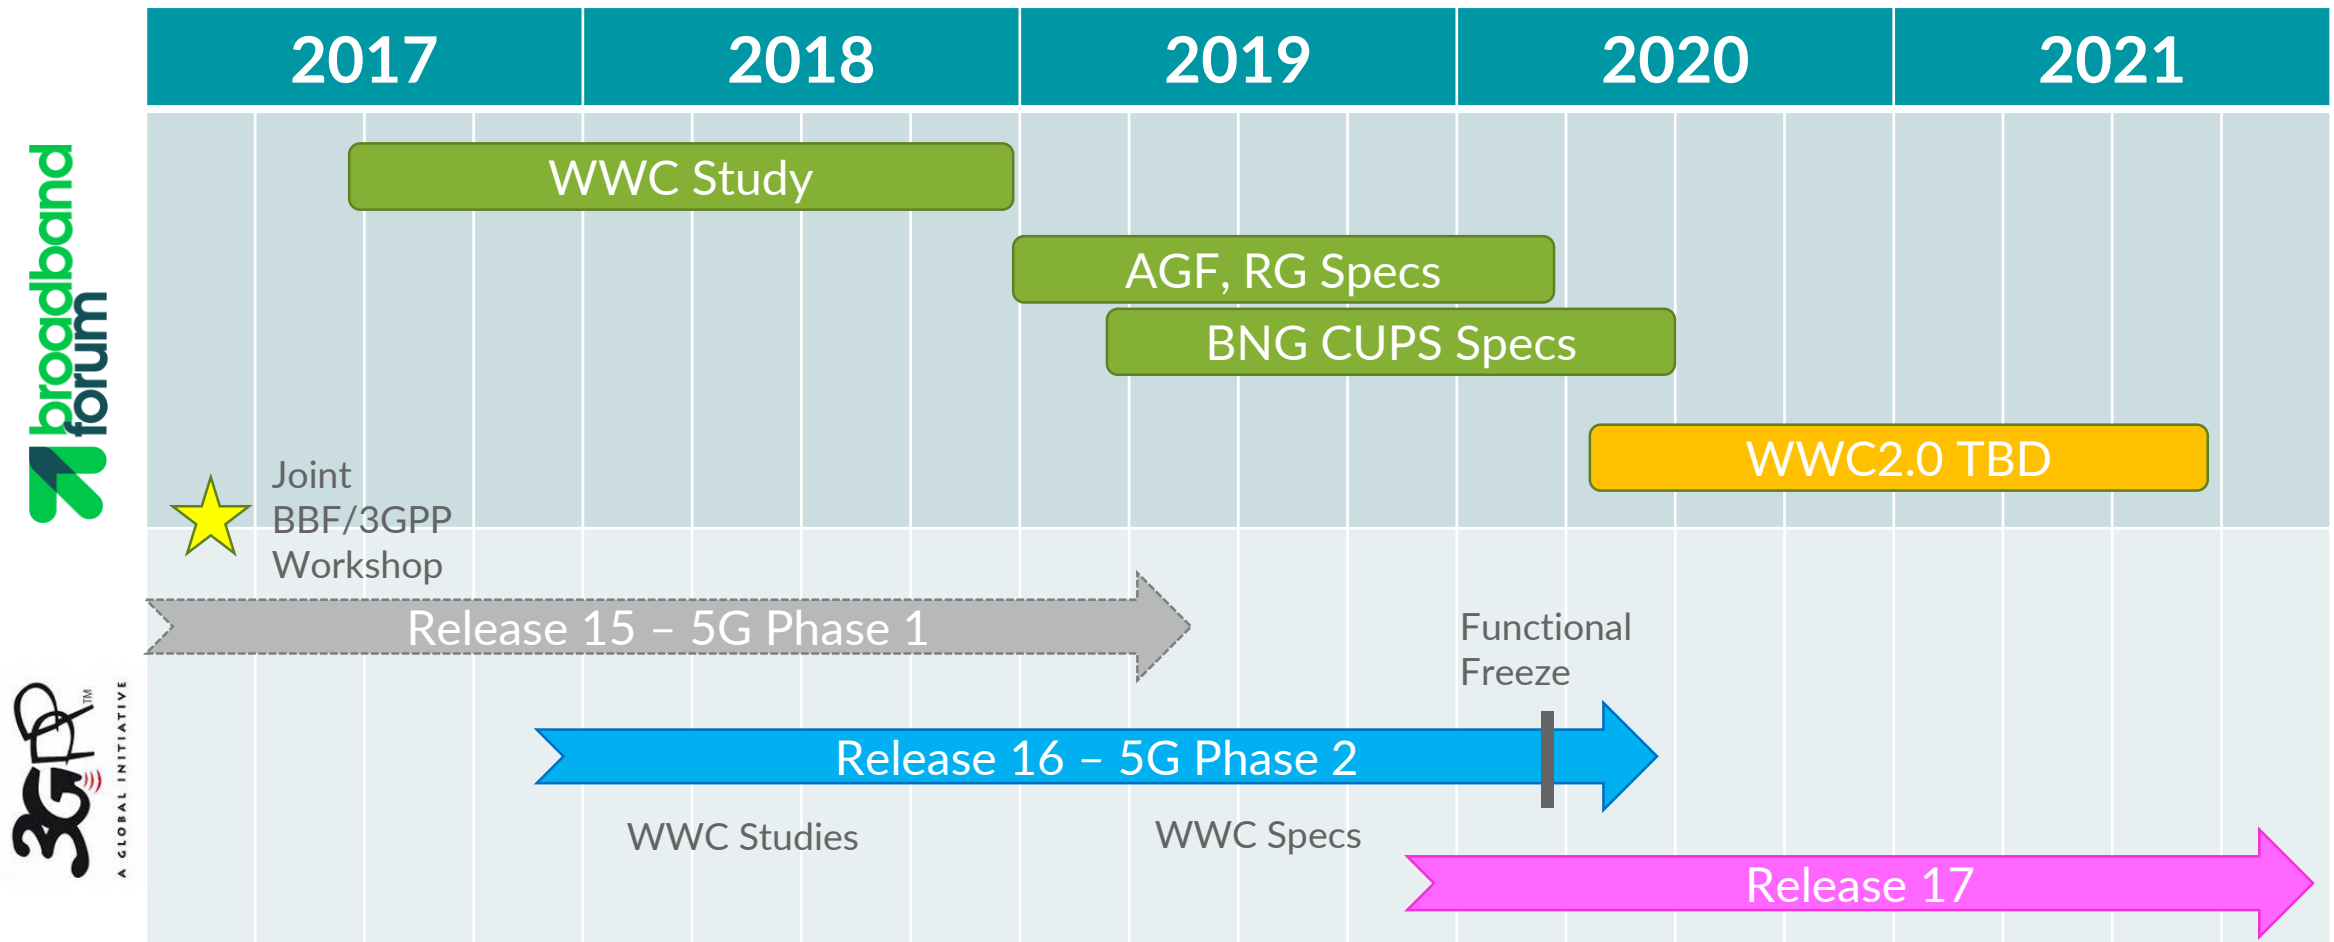 2017
2018
2019
2020
2021
broadband
forum
WWC Study
AGF, RG Specs
BNG CUPS Specs
WWC2.0 TBD
Joint
BBF/3GPP
Workshop
Release 15 – 5G Phase 1
Functional
Freeze
3GPP™
A GLOBAL INITIATIVE
Release 16 – 5G Phase 2
WWC Studies
WWC Specs
Release 17